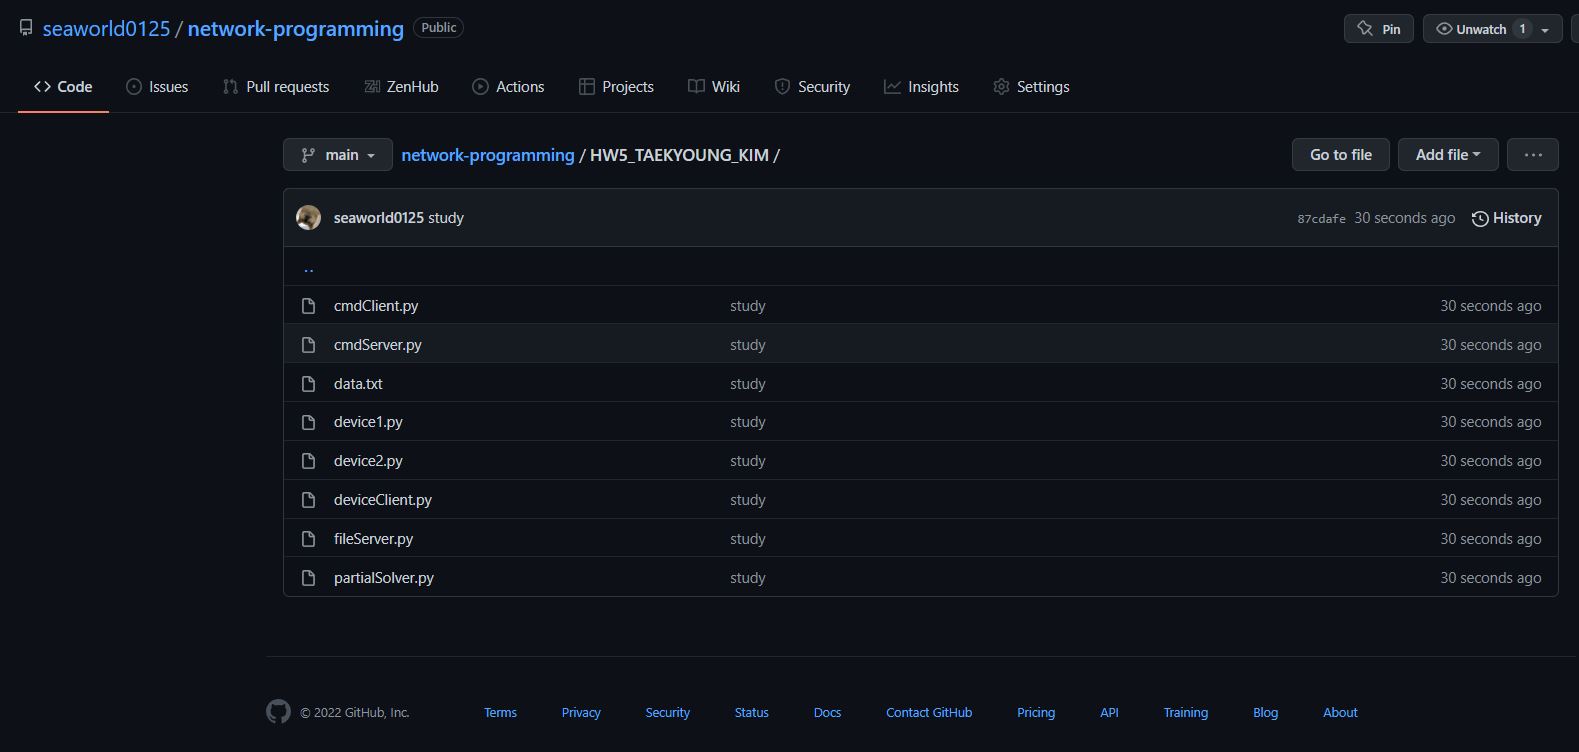 seaworld0125 / network-programming Public Pin Unwatch 1
Code Issues Pull requests ZenHub Actions Projects Wiki Security Insights Settings
main network-programming / HW5_TAEKYOUNG_KIM / Go to file Add file ...
seaworld0125 study 87cdafe 30 seconds ago History
..
cmdClient.py study 30 seconds ago
cmdServer.py study 30 seconds ago
data.txt study 30 seconds ago
device1.py study 30 seconds ago
device2.py study 30 seconds ago
deviceClient.py study 30 seconds ago
fileServer.py study 30 seconds ago
partialSolver.py study 30 seconds ago
© 2022 GitHub, Inc. Terms Privacy Security Status Docs Contact GitHub Pricing API Training Blog About